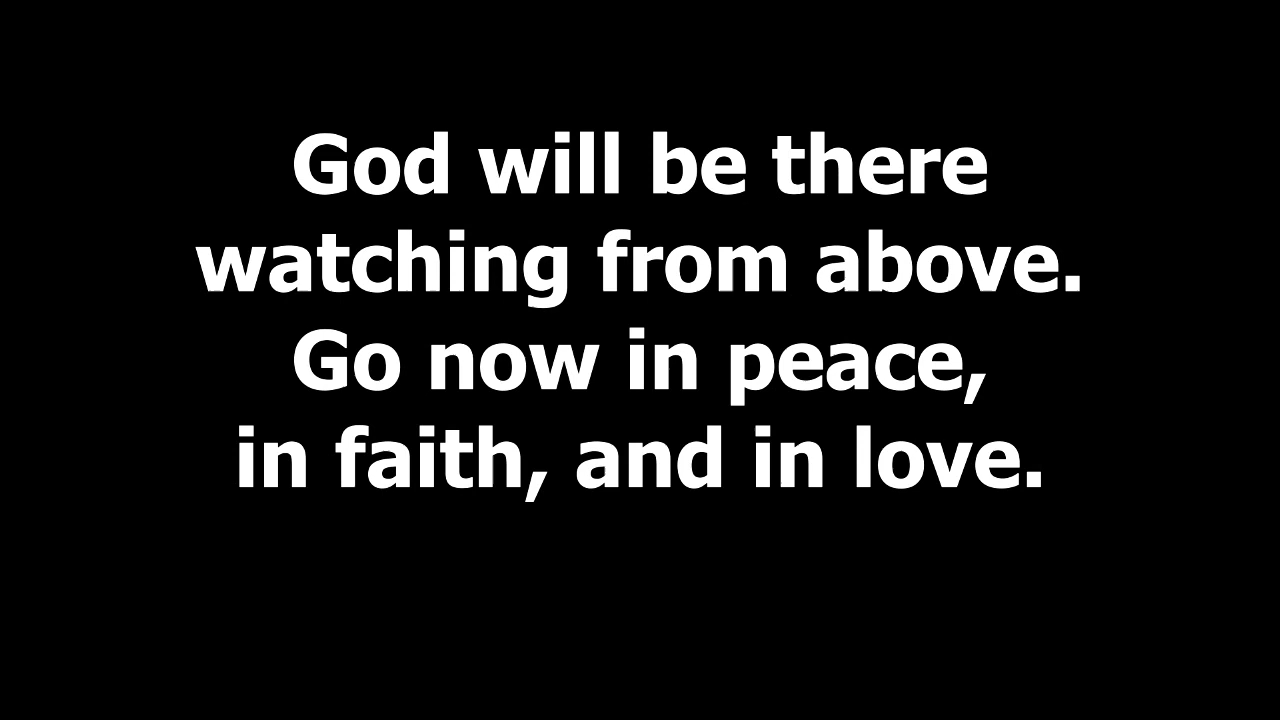 God will be there
watching from above.
Go now in peace,
in faith, and in love.